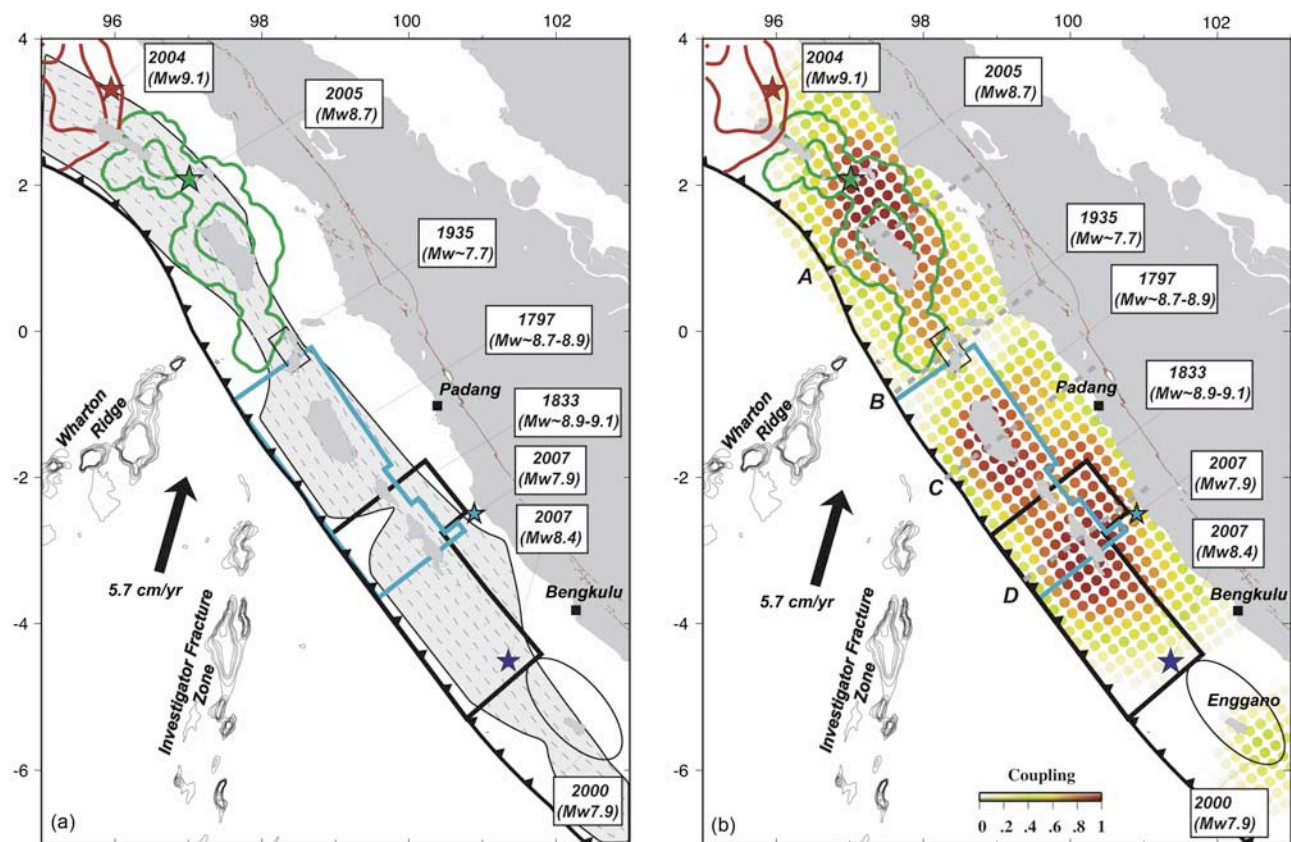 96 98 100 102
4
2
0
-2
-4
-6
2004
(Mw9.1)
2005
(Mw8.7)
1935
(Mw~7.7)
1797
(Mw~8.7-8.9)
Padang
1833
(Mw~8.9-9.1)
2007
(Mw7.9)
2007
(Mw8.4)
Bengkulu
Wharton
Ridge
5.7 cm/yr
Investigator Fracture
Zone
2000
(Mw7.9)
(a)
96 98 100 102
4
2
0
-2
-4
-6
2004
(Mw9.1)
2005
(Mw8.7)
1935
(Mw~7.7)
A
1797
(Mw~8.7-8.9)
Padang
B
1833
(Mw~8.9-9.1)
Wharton
Ridge
C
2007
(Mw7.9)
2007
(Mw8.4)
5.7 cm/yr
D
Bengkulu
Investigator Fracture
Zone
Enggano
Coupling
0 .2 .4 .6 .8 1
2000
(Mw7.9)
(b)